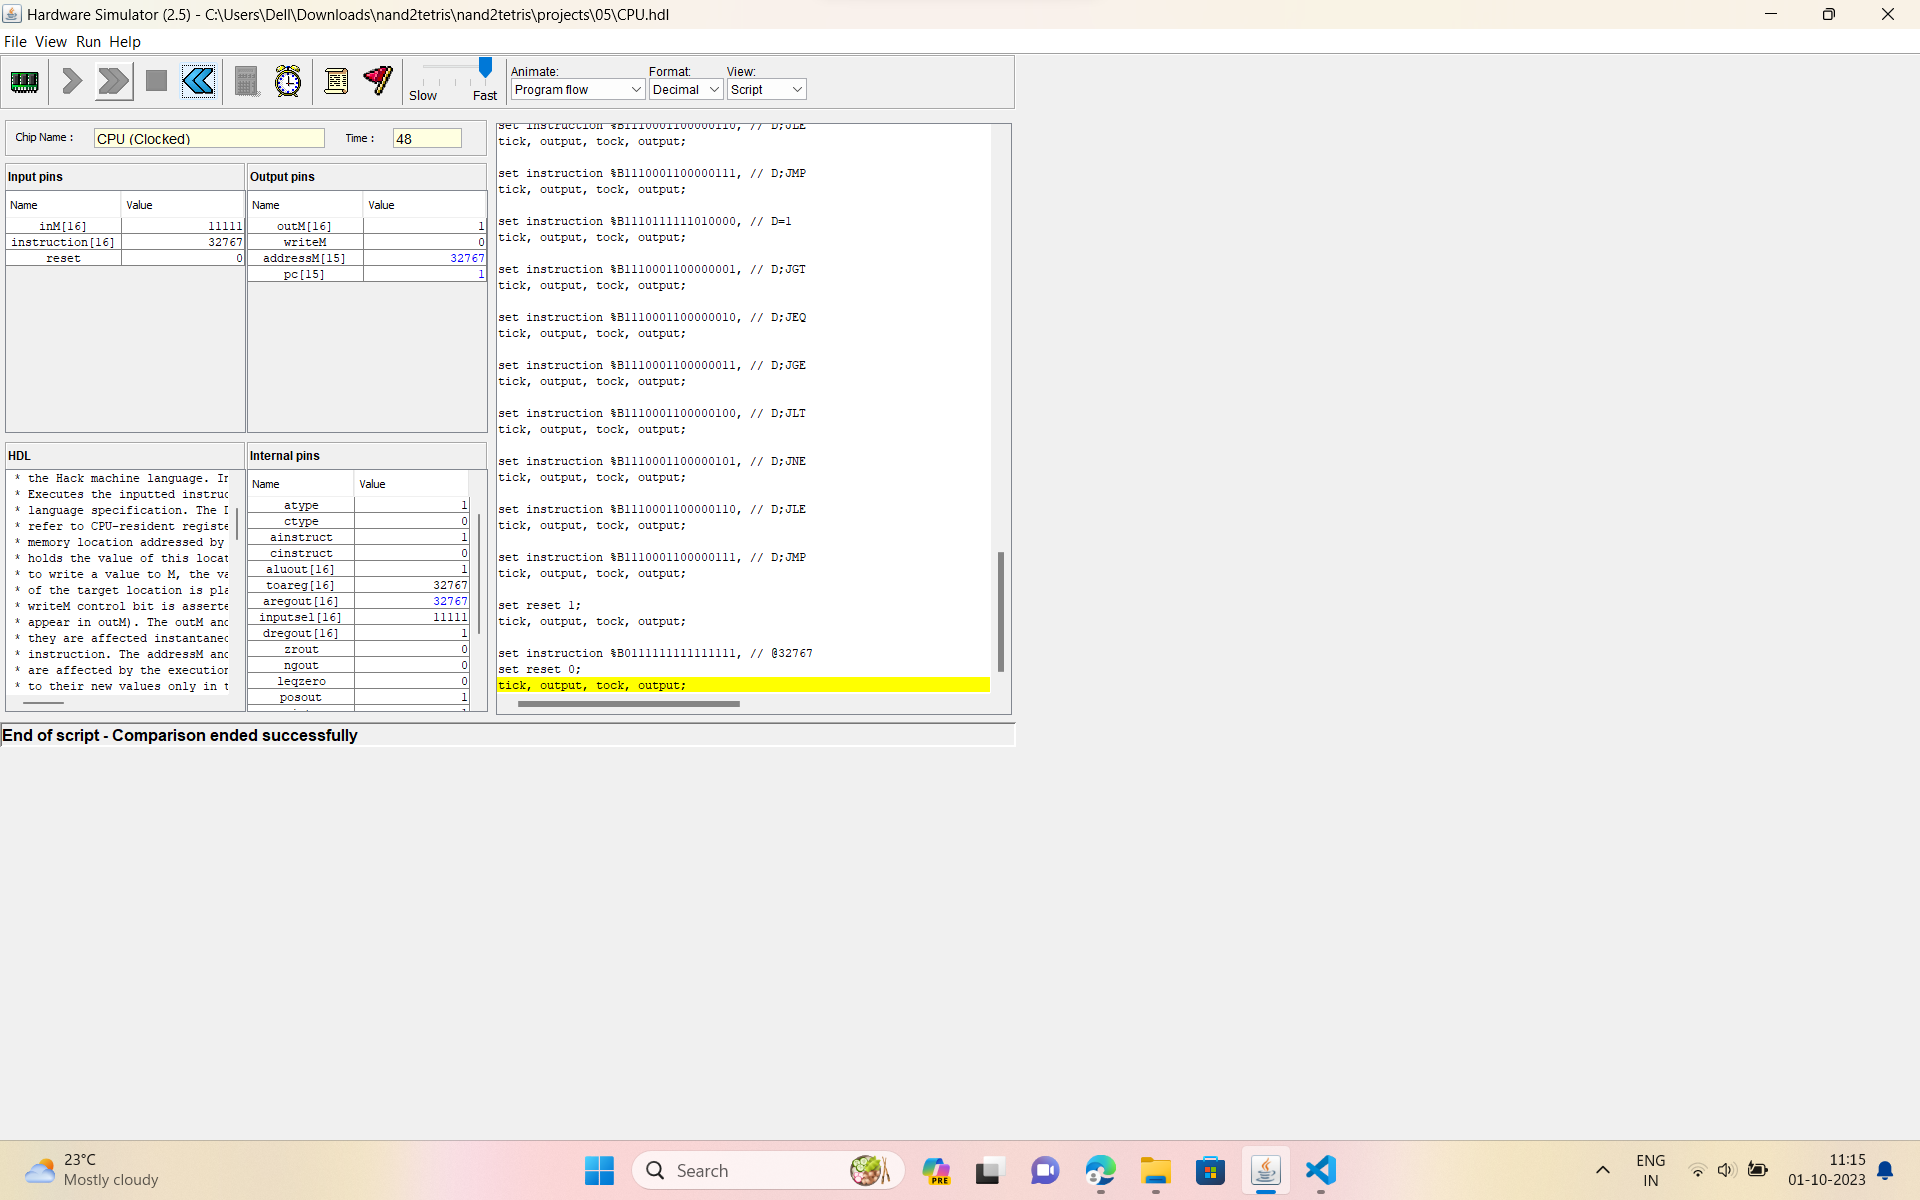 Hardware Simulator (2.5) - C:\Users\Dell\Downloads\nand2tetris\nand2tetris\projects\05\CPU.hdl
File View Run Help
Slow Fast
Animate: Format: View:
Program flow Decimal Script
Chip Name : CPU (Clocked) Time : 48
Input pins
Name Value
inM[16] 11111
instruction[16] 32767
reset 0
Output pins
Name Value
outM[16] 1
writeM 0
addressM[15] 32767
pc[15] 1
HDL
* the Hack machine language. In
* Executes the inputted instruc
* language specification. The D
* refer to CPU-resident registe
* memory location addressed by
* holds the value of this locat
* to write a value to M, the va
* of the target location is pla
* writeM control bit is asserte
* appear in outM). The outM and
* they are affected instantaneo
* instruction. The addressM and
* are affected by the execution
* to their new values only in t
Internal pins
Name Value
atype 1
ctype 0
ainstruct 1
cinstruct 0
aluout[16] 1
toareg[16] 32767
aregout[16] 32767
inputsel[16] 11111
dregout[16] 1
zrout 0
ngout 0
leqzero 0
posout 1
set instruction %B1110001100000110, // D;JLE
tick, output, tock, output;
set instruction %B1110001100000111, // D;JMP
tick, output, tock, output;
set instruction %B1110111111010000, // D=1
tick, output, tock, output;
set instruction %B1110001100000001, // D;JGT
tick, output, tock, output;
set instruction %B1110001100000010, // D;JEQ
tick, output, tock, output;
set instruction %B1110001100000011, // D;JGE
tick, output, tock, output;
set instruction %B1110001100000100, // D;JLT
tick, output, tock, output;
set instruction %B1110001100000101, // D;JNE
tick, output, tock, output;
set instruction %B1110001100000110, // D;JLE
tick, output, tock, output;
set instruction %B1110001100000111, // D;JMP
tick, output, tock, output;
set reset 1;
tick, output, tock, output;
set instruction %B0111111111111111, // @32767
set reset 0;
tick, output, tock, output;
End of script - Comparison ended successfully
23°C
Mostly cloudy
Search
PRE
ENG
IN
11:15
01-10-2023